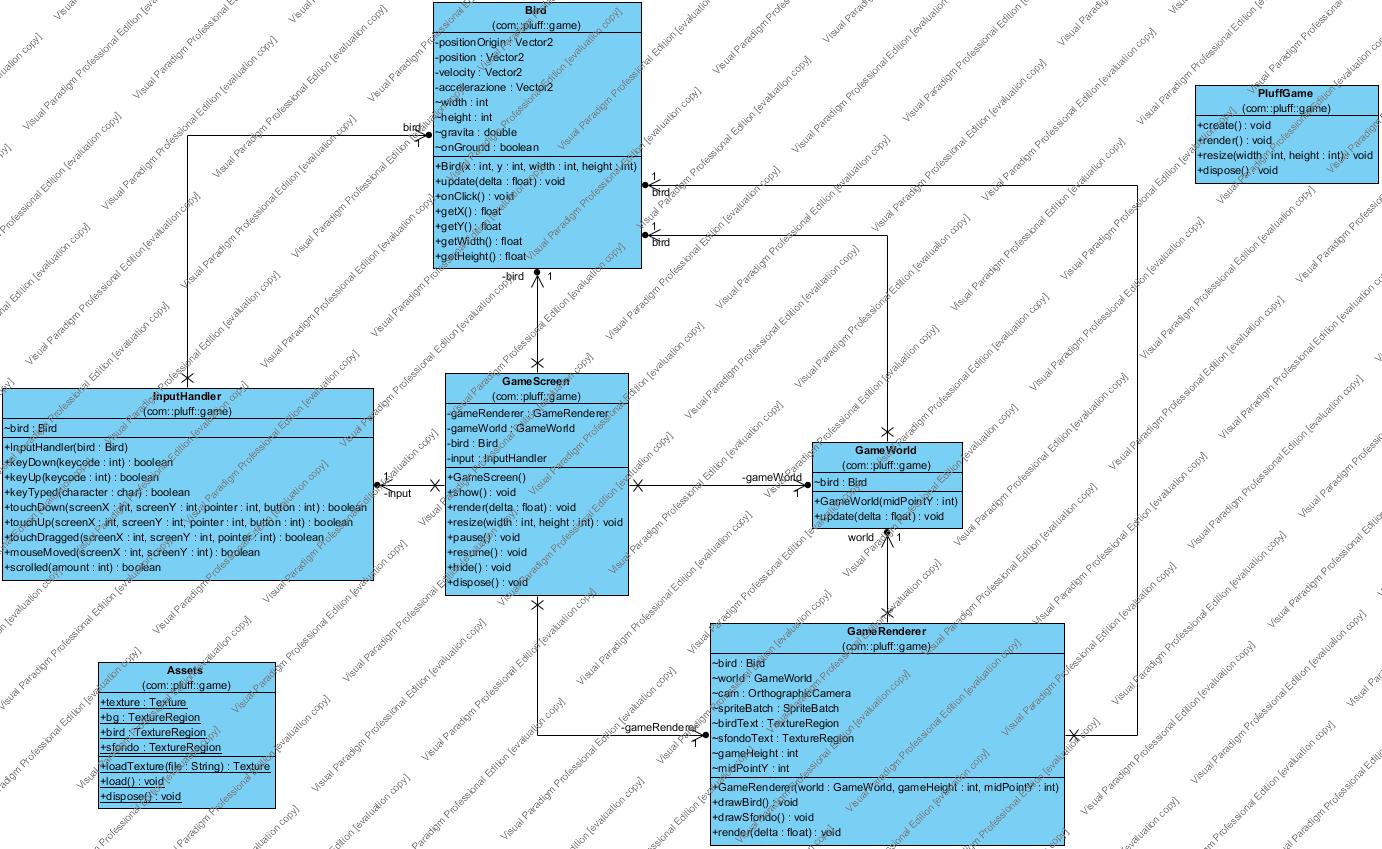 Bird
(com::pluff::game)
-positionOrigin : Vector2
-position : Vector2
-velocity : Vector2
-accelerazione : Vector2
~width : int
~height : int
~gravita : double
~onGround : boolean
+Bird(x : int, y : int, width : int, height : int)
+update(delta : float) : void
+onClick() : void
+getX() : float
+getY() : float
+getWidth() : float
+getHeight() : float
PluffGame
(com::pluff::game)
+create() : void
+render() : void
+resize(width : int, height : int) : void
+dispose() : void
bird
1
1
bird
1
bird
-bird
1
InputHandler
(com::pluff::game)
~bird : Bird
+InputHandler(bird : Bird)
+keyDown(keycode : int) : boolean
+keyUp(keycode : int) : boolean
+keyTyped(character : char) : boolean
+touchDown(screenX : int, screenY : int, pointer : int, button : int) : boolean
+touchUp(screenX : int, screenY : int, pointer : int, button : int) : boolean
+touchDragged(screenX : int, screenY : int, pointer : int) : boolean
+mouseMoved(screenX : int, screenY : int) : boolean
+scrolled(amount : int) : boolean
1
-input
GameScreen
(com::pluff::game)
-gameRenderer : GameRenderer
-gameWorld : GameWorld
-bird : Bird
-input : InputHandler
+GameScreen()
+show() : void
+render(delta : float) : void
+resize(width : int, height : int) : void
+pause() : void
+resume() : void
+hide() : void
+dispose() : void
-gameWorld
1
GameWorld
(com::pluff::game)
~bird : Bird
+GameWorld(midPointY : int)
+update(delta : float) : void
world
1
Assets
(com::pluff::game)
+texture : Texture
+bg : TextureRegion
+bird : TextureRegion
+sfondo : TextureRegion
+loadTexture(file : String) : Texture
+load() : void
+dispose() : void
-gameRenderer
1
GameRenderer
(com::pluff::game)
~bird : Bird
~world : GameWorld
~cam : OrthographicCamera
~spriteBatch : SpriteBatch
~birdText : TextureRegion
~sfondoText : TextureRegion
~gameHeight : int
~midPointY : int
+GameRenderer(world : GameWorld, gameHeight : int, midPointY : int)
+drawBird() : void
+drawSfondo() : void
+render(delta : float) : void
Visual Paradigm Professional Edition [evaluation copy]